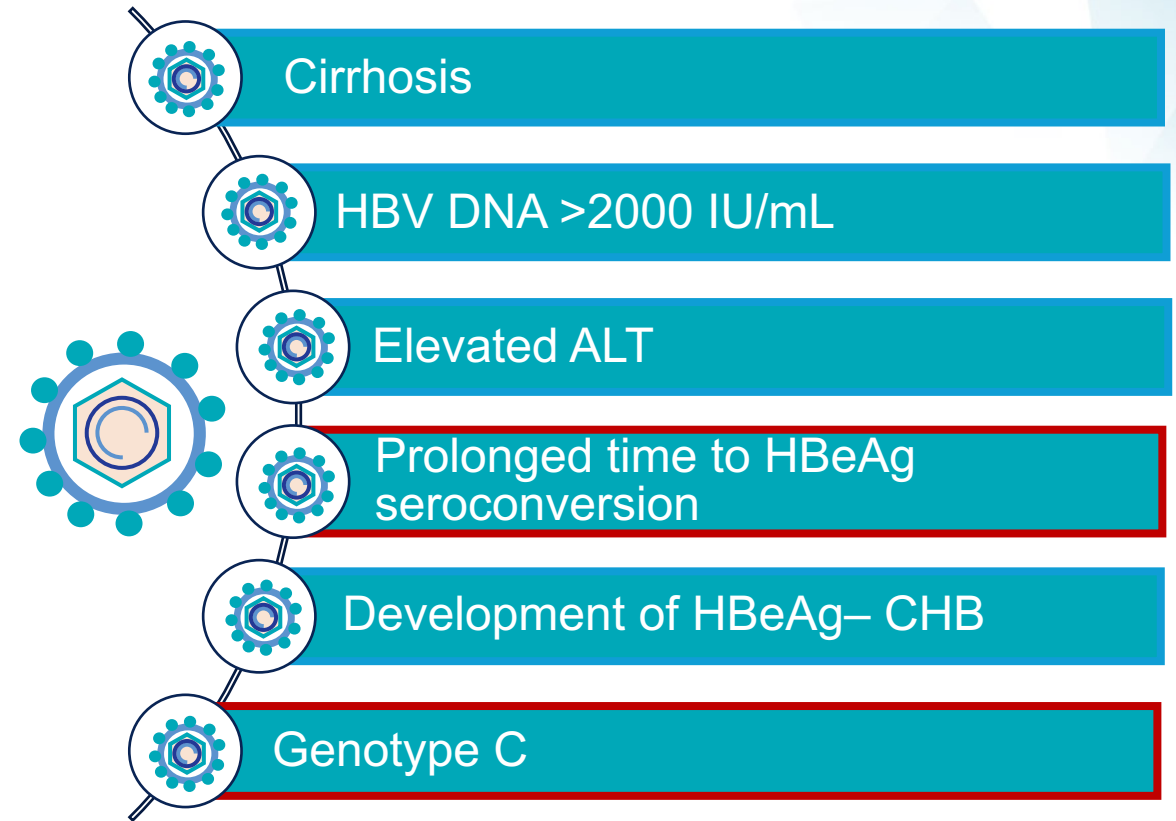 Cirrhosis
HBV DNA >2000 IU/mL
Elevated ALT
Prolonged time to HBeAg
seroconversion
Development of HBeAg– CHB
Genotype C